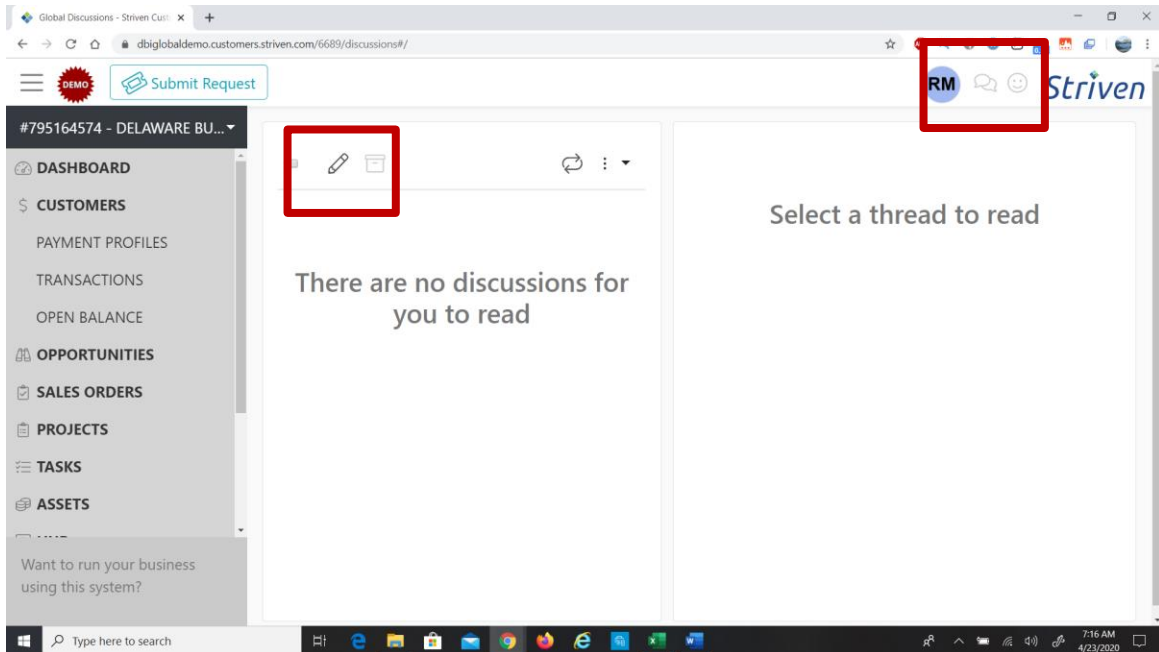 Global Discussions - Striven Cust
dbiglobaldemo.customers.striven.com/6689/discussions#/
DEMO
Submit Request
RM
Striven
#795164574 - DELAWARE BU...
DASHBOARD
$ CUSTOMERS
PAYMENT PROFILES
TRANSACTIONS
OPEN BALANCE
OPPORTUNITIES
SALES ORDERS
PROJECTS
TASKS
ASSETS
Want to run your business
using this system?
There are no discussions for
you to read
Select a thread to read
Type here to search
7:16 AM
4/23/2020